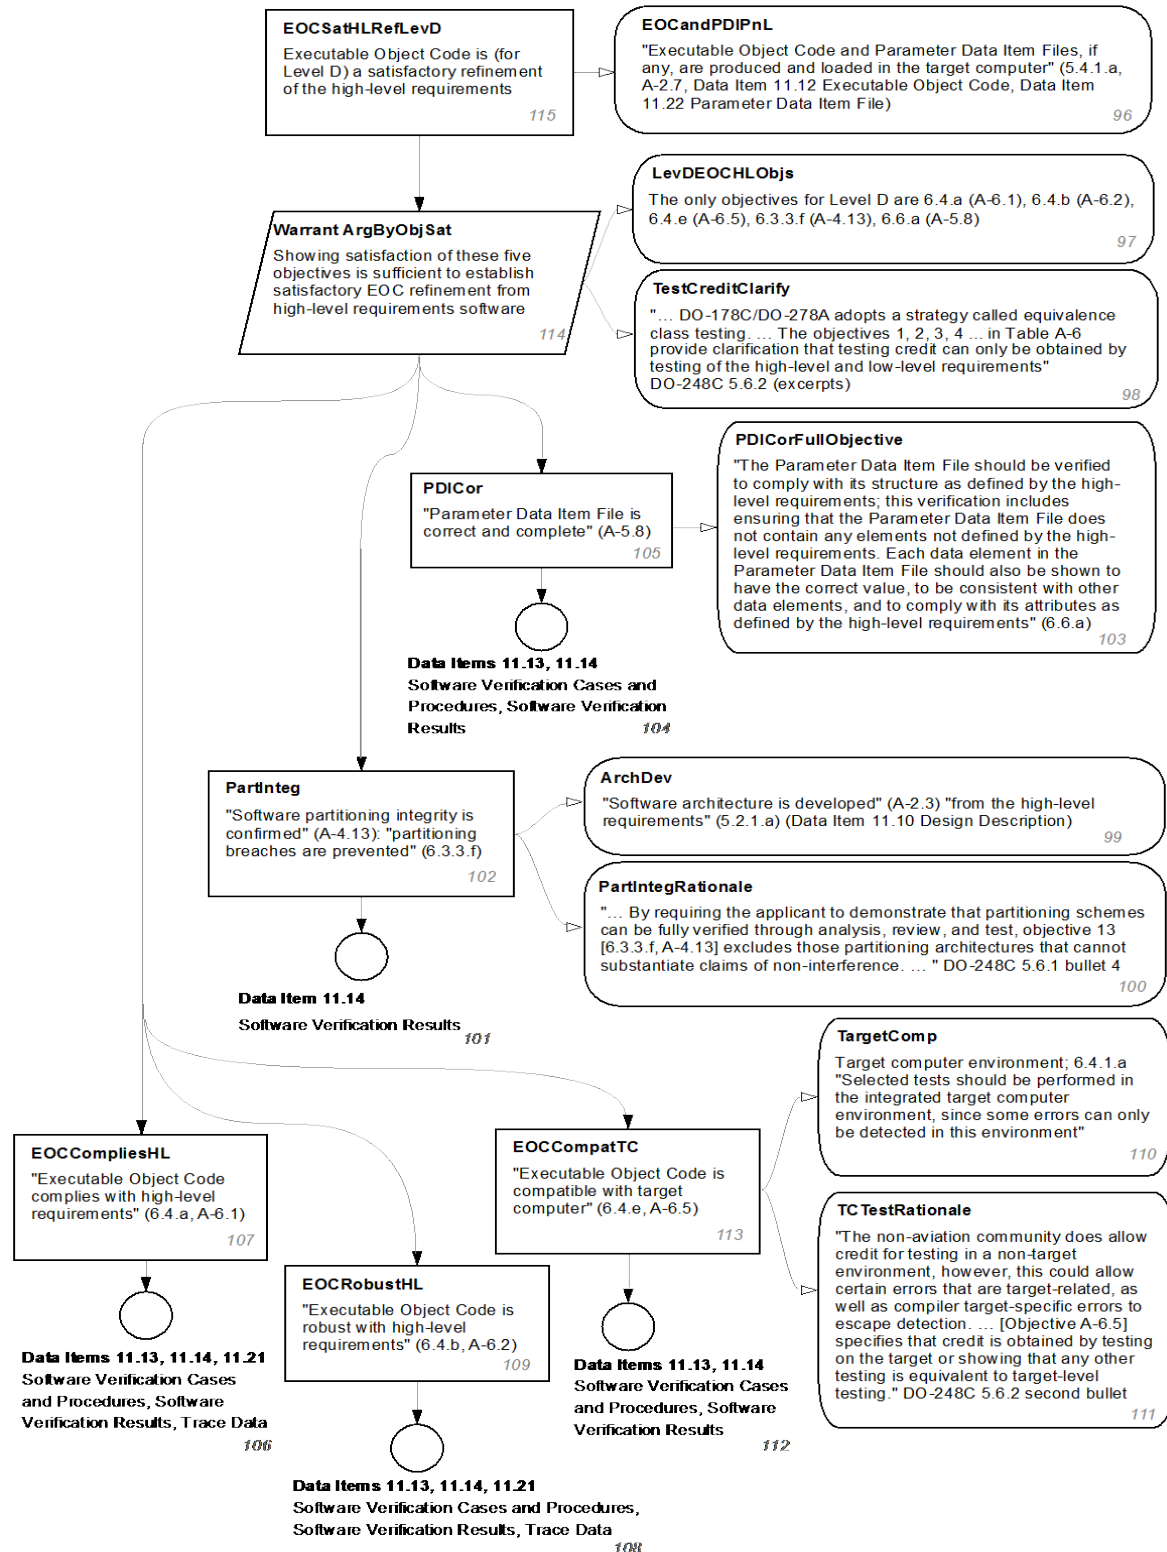 EOCSatHLRefLevD
Executable Object Code is (for
Level D) a satisfactory refinement
of the high-level requirements
115
EOCandPDIPnL
"Executable Object Code and Parameter Data Item Files, if
any, are produced and loaded in the target computer" (5.4.1.a,
A-2.7, Data Item 11.12 Executable Object Code, Data Item
11.22 Parameter Data Item File)
96
LevDEOCHLObjs
The only objectives for Level D are 6.4.a (A-6.1), 6.4.b (A-6.2),
6.4.e (A-6.5), 6.3.3.f (A-4.13), 6.6.a (A-5.8)
97
Warrant ArgByObjSat
Showing satisfaction of these five
objectives is sufficient to establish
satisfactory EOC refinement from
high-level requirements software
114
TestCreditClarify
"... DO-178C/DO-278A adopts a strategy called equivalence
class testing. ... The objectives 1, 2, 3, 4 ... in Table A-6
provide clarification that testing credit can only be obtained by
testing of the high-level and low-level requirements"
DO-248C 5.6.2 (excerpts)
98
PDICor
"Parameter Data Item File is
correct and complete" (A-5.8)
105
PDICorFullObjective
"The Parameter Data Item File should be verified
to comply with its structure as defined by the high-
level requirements; this verification includes
ensuring that the Parameter Data Item File does
not contain any elements not defined by the high-
level requirements. Each data element in the
Parameter Data Item File should also be shown to
have the correct value, to be consistent with other
data elements, and to comply with its attributes as
defined by the high-level requirements" (6.6.a)
103
Data Items 11.13, 11.14
Software Verification Cases and
Procedures, Software Verification
Results
104
PartInteg
"Software partitioning integrity is
confirmed" (A-4.13): "partitioning
breaches are prevented" (6.3.3.f)
102
ArchDev
"Software architecture is developed" (A-2.3) "from the high-level
requirements" (5.2.1.a) (Data Item 11.10 Design Description)
99
PartIntegRationale
"... By requiring the applicant to demonstrate that partitioning schemes
can be fully verified through analysis, review, and test, objective 13
[6.3.3.f, A-4.13] excludes those partitioning architectures that cannot
substantiate claims of non-interference. ... " DO-248C 5.6.1 bullet 4
100
Data Item 11.14
Software Verification Results
101
TargetComp
Target computer environment; 6.4.1.a
"Selected tests should be performed in
the integrated target computer
environment, since some errors can only
be detected in this environment"
110
EOCCompliesHL
"Executable Object Code
complies with high-level
requirements" (6.4.a, A-6.1)
107
EOCCompatTC
"Executable Object Code is
compatible with target
computer" (6.4.e, A-6.5)
113
TCTestRationale
"The non-aviation community does allow
credit for testing in a non-target
environment, however, this could allow
certain errors that are target-related, as
well as compiler target-specific errors to
escape detection. ... [Objective A-6.5]
specifies that credit is obtained by testing
on the target or showing that any other
testing is equivalent to target-level
testing." DO-248C 5.6.2 second bullet
111
EOCRobustHL
"Executable Object Code is
robust with high-level
requirements" (6.4.b, A-6.2)
109
Data Items 11.13, 11.14, 11.21
Software Verification Cases
and Procedures, Software
Verification Results, Trace Data
106
Data Items 11.13, 11.14
Software Verification Cases
and Procedures, Software
Verification Results
112
Data Items 11.13, 11.14, 11.21
Software Verification Cases and Procedures,
Software Verification Results, Trace Data
108